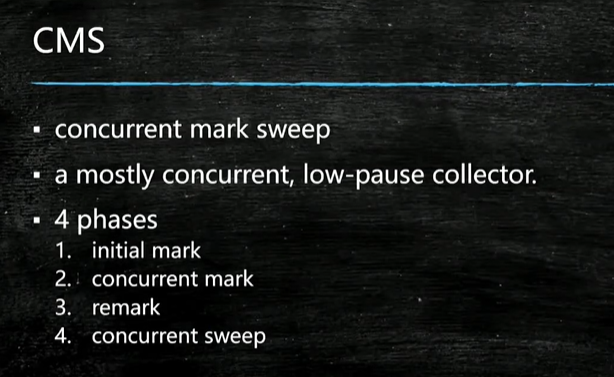 CMS
▪ concurrent mark sweep
▪ a mostly concurrent, low-pause collector.
▪ 4 phases
1. initial mark
2. concurrent mark
3. remark
4. concurrent sweep